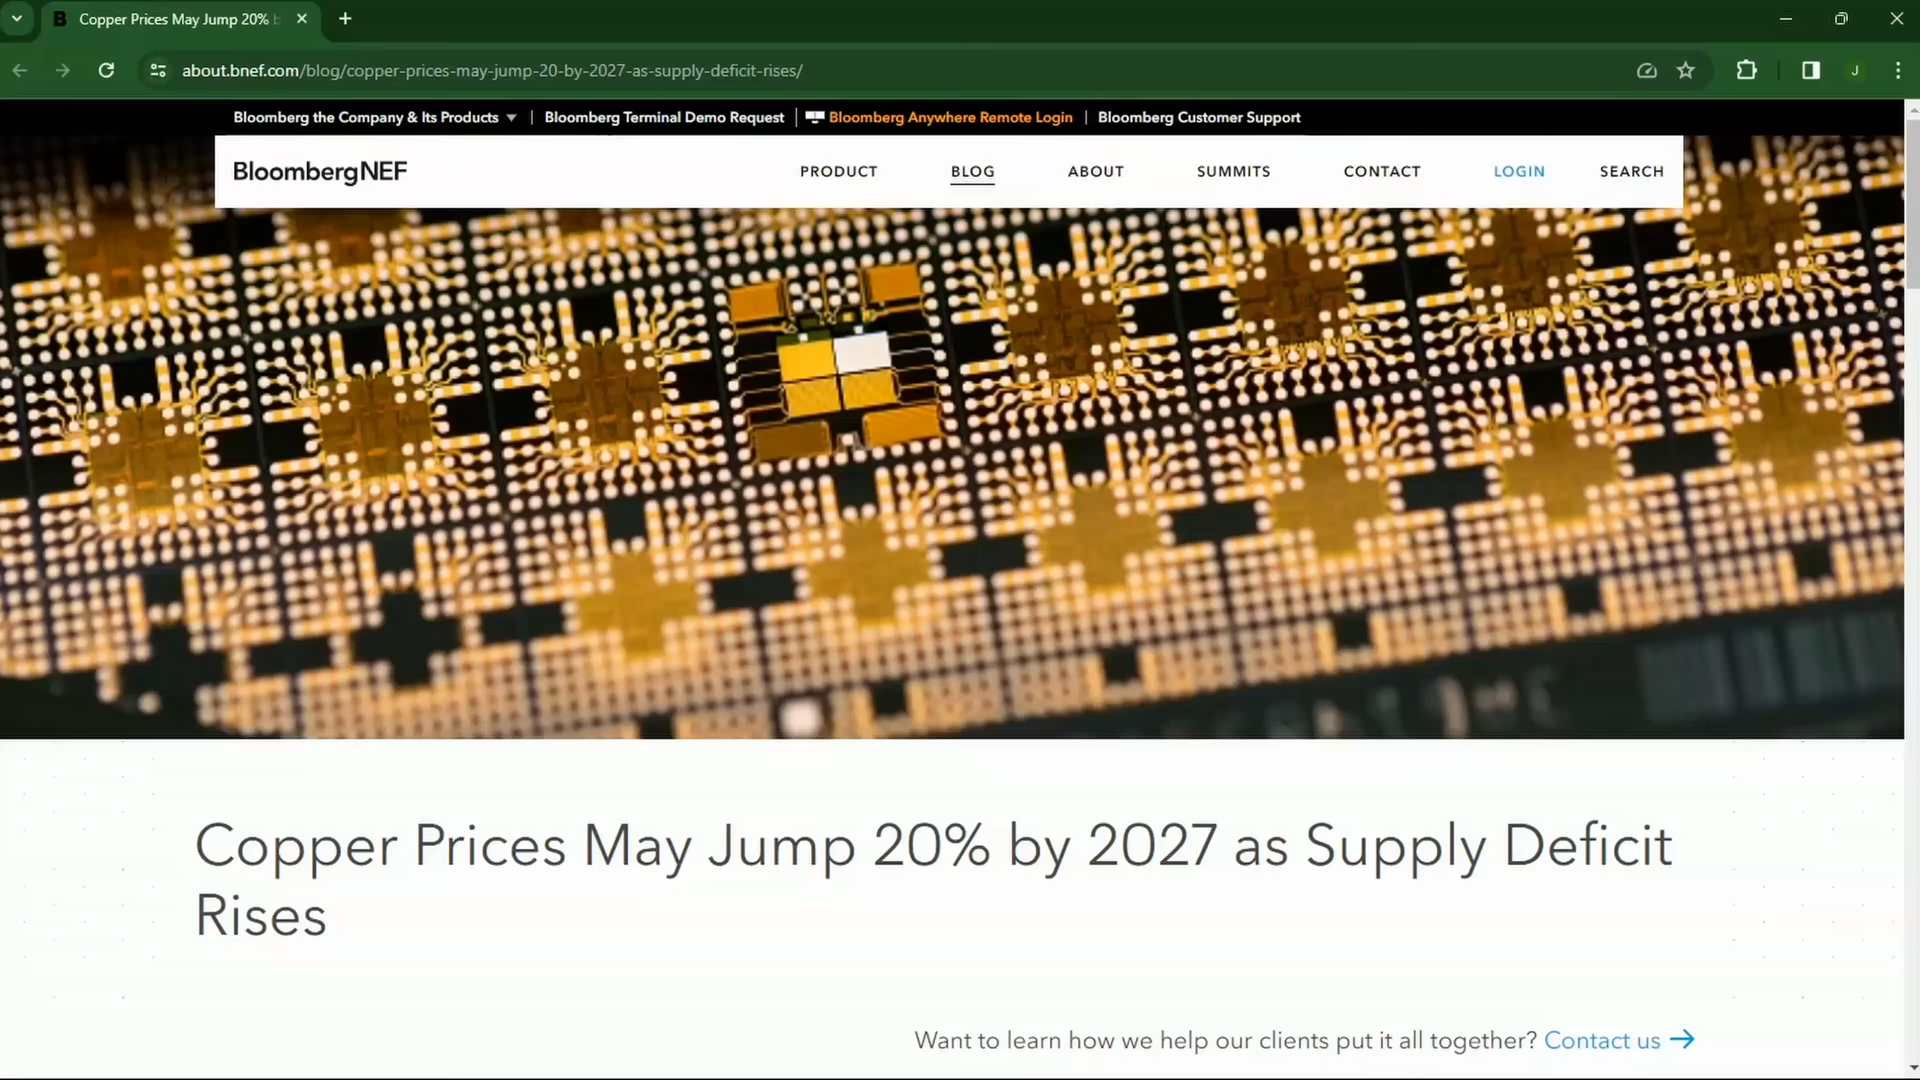 Copper Prices May Jump 20% b
about.bnef.com/blog/copper-prices-may-jump-20-by-2027-as-supply-deficit-rises/
J
Bloomberg the Company & Its Products | Bloomberg Terminal Demo Request | Bloomberg Anywhere Remote Login | Bloomberg Customer Support
BloombergNEF PRODUCT BLOG ABOUT SUMMITS CONTACT LOGIN SEARCH
Copper Prices May Jump 20% by 2027 as Supply Deficit
Rises
Want to learn how we help our clients put it all together? Contact us →